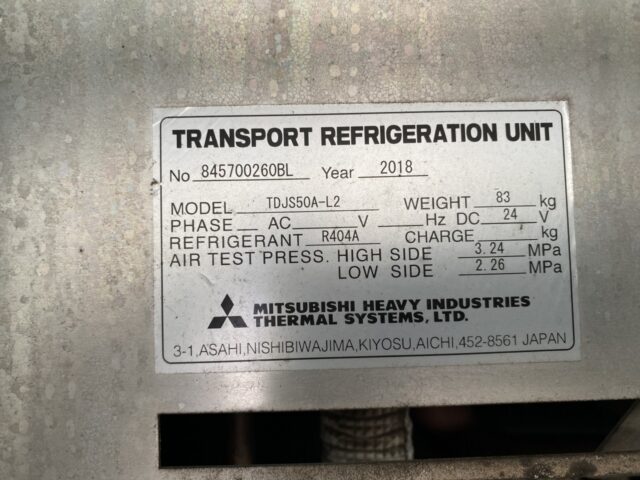 TRANSPORT REFRIGERATION UNIT
No 845700260BL Year 2018
MODEL TDJS50A-L2 WEIGHT 83 kg
PHASE AC V Hz DC 24 V
REFRIGERANT R404A CHARGE kg
AIR TEST PRESS. HIGH SIDE 3.24 MPa
LOW SIDE 2.26 MPa
MITSUBISHI HEAVY INDUSTRIES
THERMAL SYSTEMS, LTD.
3-1,ASAHI,NISHIBIWAJIMA,KIYOSU,AICHI,452-8561 JAPAN